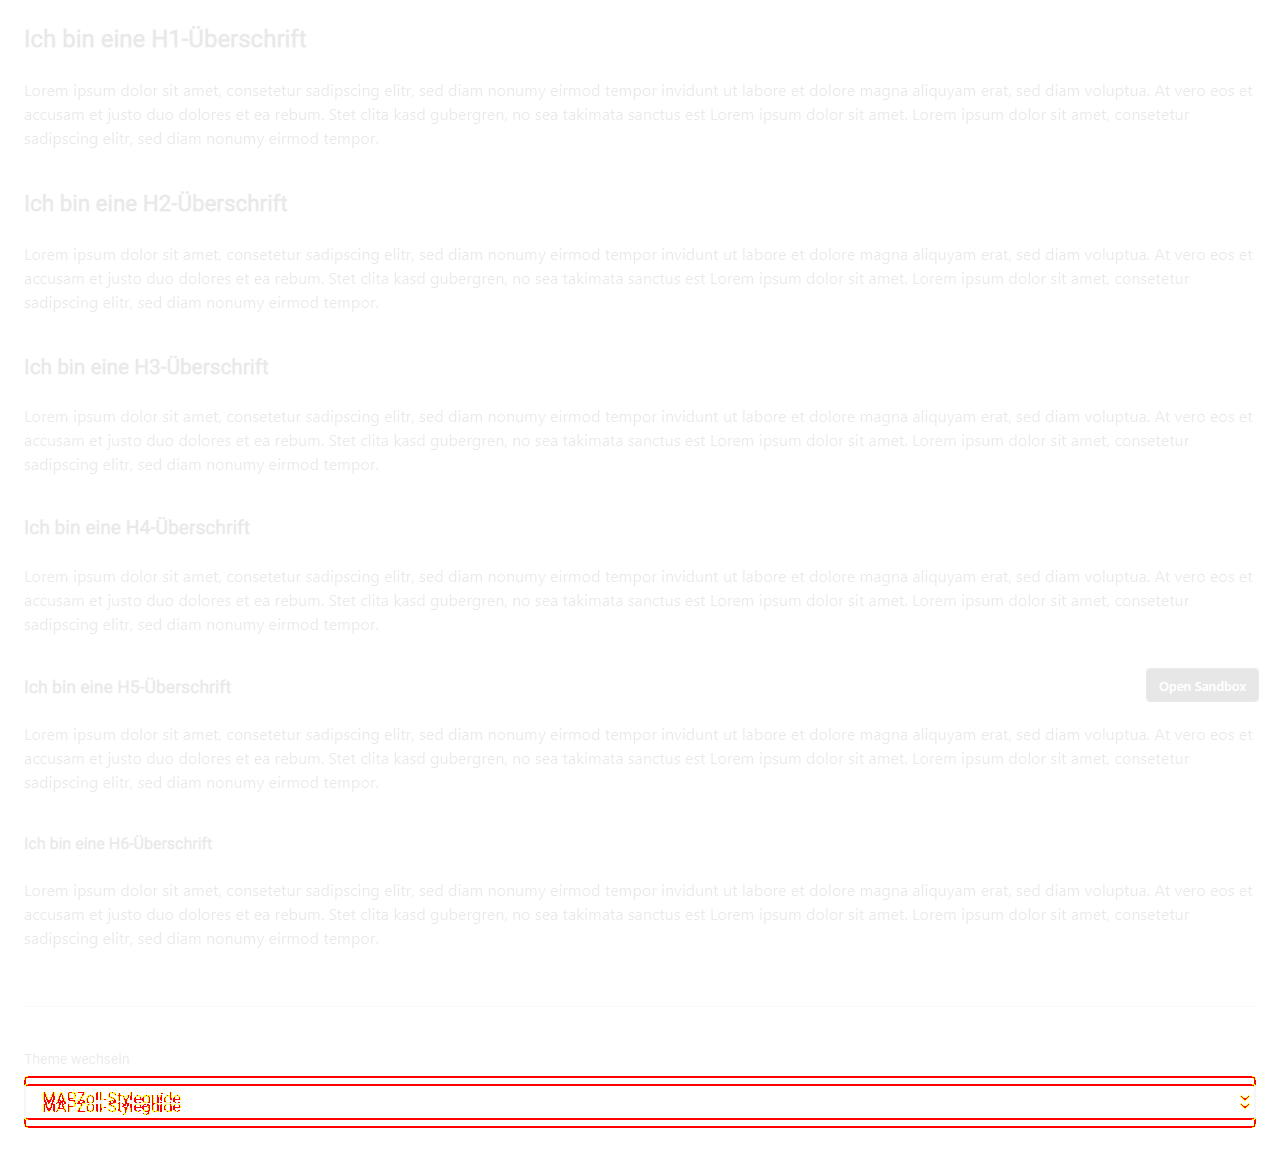 Ich bin eine H1-Überschrift
Lorem ipsum dolor sit amet, consetetur sadipscing elitr, sed diam nonumy eirmod tempor invidunt ut labore et dolore magna aliquyam erat, sed diam voluptua. At vero eos et
accusam et justo duo dolores et ea rebum. Stet clita kasd gubergren, no sea takimata sanctus est Lorem ipsum dolor sit amet. Lorem ipsum dolor sit amet, consetetur
sadipscing elitr, sed diam nonumy eirmod tempor.
Ich bin eine H2-Überschrift
Lorem ipsum dolor sit amet, consetetur sadipscing elitr, sed diam nonumy eirmod tempor invidunt ut labore et dolore magna aliquyam erat, sed diam voluptua. At vero eos et
accusam et justo duo dolores et ea rebum. Stet clita kasd gubergren, no sea takimata sanctus est Lorem ipsum dolor sit amet. Lorem ipsum dolor sit amet, consetetur
sadipscing elitr, sed diam nonumy eirmod tempor.
Ich bin eine H3-Überschrift
Lorem ipsum dolor sit amet, consetetur sadipscing elitr, sed diam nonumy eirmod tempor invidunt ut labore et dolore magna aliquyam erat, sed diam voluptua. At vero eos et
accusam et justo duo dolores et ea rebum. Stet clita kasd gubergren, no sea takimata sanctus est Lorem ipsum dolor sit amet. Lorem ipsum dolor sit amet, consetetur
sadipscing elitr, sed diam nonumy eirmod tempor.
Ich bin eine H4-Überschrift
Lorem ipsum dolor sit amet, consetetur sadipscing elitr, sed diam nonumy eirmod tempor invidunt ut labore et dolore magna aliquyam erat, sed diam voluptua. At vero eos et
accusam et justo duo dolores et ea rebum. Stet clita kasd gubergren, no sea takimata sanctus est Lorem ipsum dolor sit amet. Lorem ipsum dolor sit amet, consetetur
sadipscing elitr, sed diam nonumy eirmod tempor.
Ich bin eine H5-Überschrift
Open Sandbox
Lorem ipsum dolor sit amet, consetetur sadipscing elitr, sed diam nonumy eirmod tempor invidunt ut labore et dolore magna aliquyam erat, sed diam voluptua. At vero eos et
accusam et justo duo dolores et ea rebum. Stet clita kasd gubergren, no sea takimata sanctus est Lorem ipsum dolor sit amet. Lorem ipsum dolor sit amet, consetetur
sadipscing elitr, sed diam nonumy eirmod tempor.
Ich bin eine H6-Überschrift
Lorem ipsum dolor sit amet, consetetur sadipscing elitr, sed diam nonumy eirmod tempor invidunt ut labore et dolore magna aliquyam erat, sed diam voluptua. At vero eos et
accusam et justo duo dolores et ea rebum. Stet clita kasd gubergren, no sea takimata sanctus est Lorem ipsum dolor sit amet. Lorem ipsum dolor sit amet, consetetur
sadipscing elitr, sed diam nonumy eirmod tempor.
Theme wechseln
MAPZoll-Styleguide
MAPZoll-Styleguide